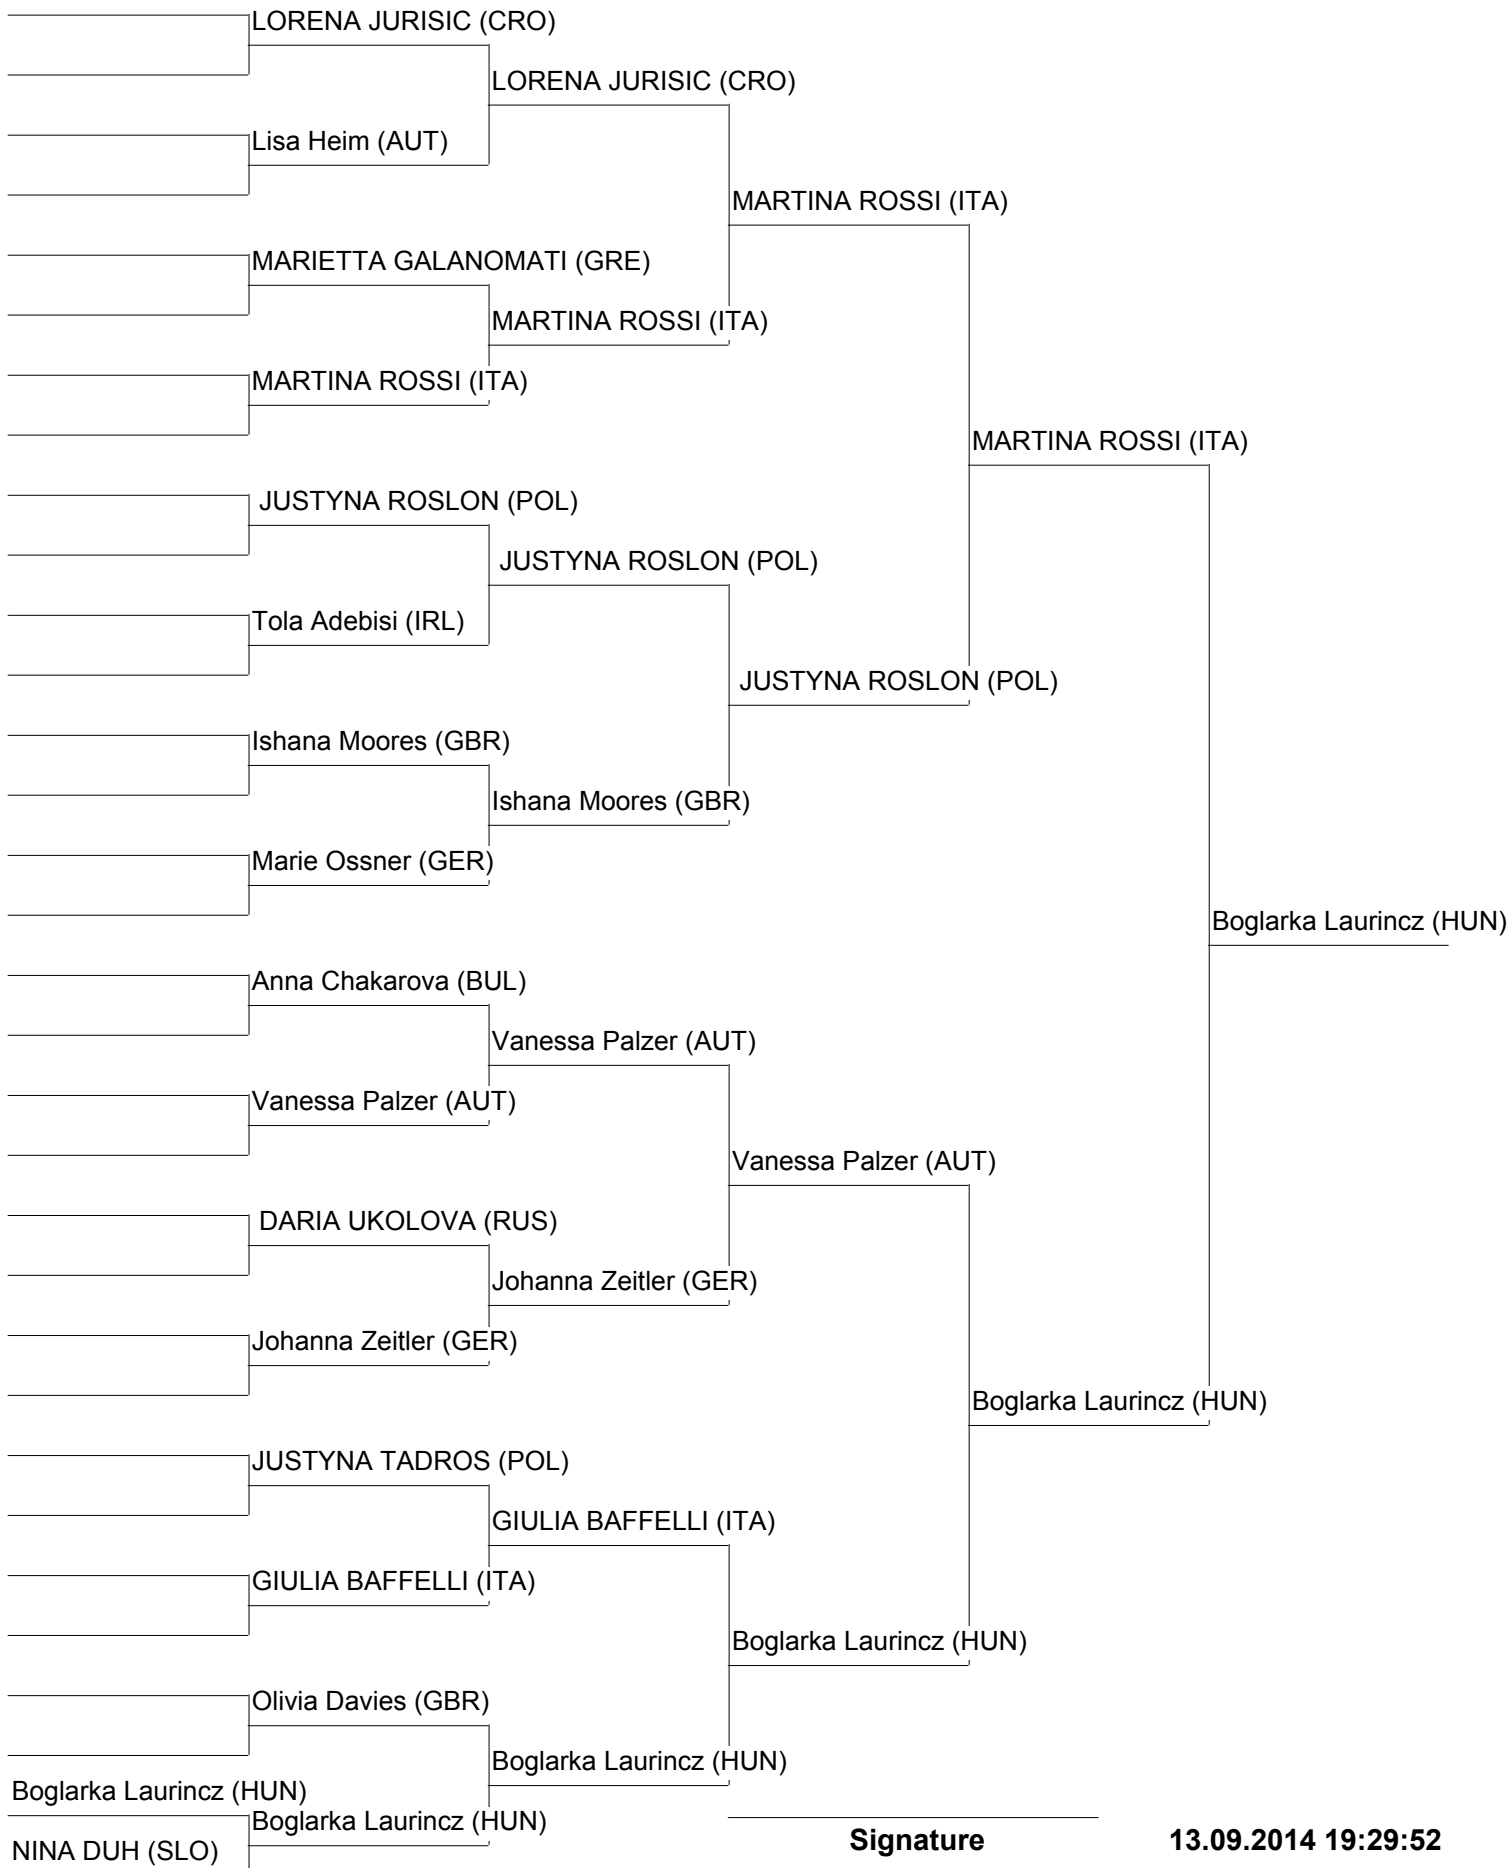 LORENA JURISIC (CRO)
LORENA JURISIC (CRO)
Lisa Heim (AUT)
MARTINA ROSSI (ITA)
MARIETTA GALANOMATI (GRE)
MARTINA ROSSI (ITA)
MARTINA ROSSI (ITA)
MARTINA ROSSI (ITA)
JUSTYNA ROSLON (POL)
JUSTYNA ROSLON (POL)
Tola Adebisi (IRL)
JUSTYNA ROSLON (POL)
Ishana Moores (GBR)
Ishana Moores (GBR)
Marie Ossner (GER)
Boglarka Laurincz (HUN)
Anna Chakarova (BUL)
Vanessa Palzer (AUT)
Vanessa Palzer (AUT)
Vanessa Palzer (AUT)
DARIA UKOLOVA (RUS)
Johanna Zeitler (GER)
Johanna Zeitler (GER)
Boglarka Laurincz (HUN)
JUSTYNA TADROS (POL)
GIULIA BAFFELLI (ITA)
GIULIA BAFFELLI (ITA)
Boglarka Laurincz (HUN)
Olivia Davies (GBR)
Boglarka Laurincz (HUN)
Boglarka Laurincz (HUN)
Boglarka Laurincz (HUN)
NINA DUH (SLO)
Signature
13.09.2014 19:29:52